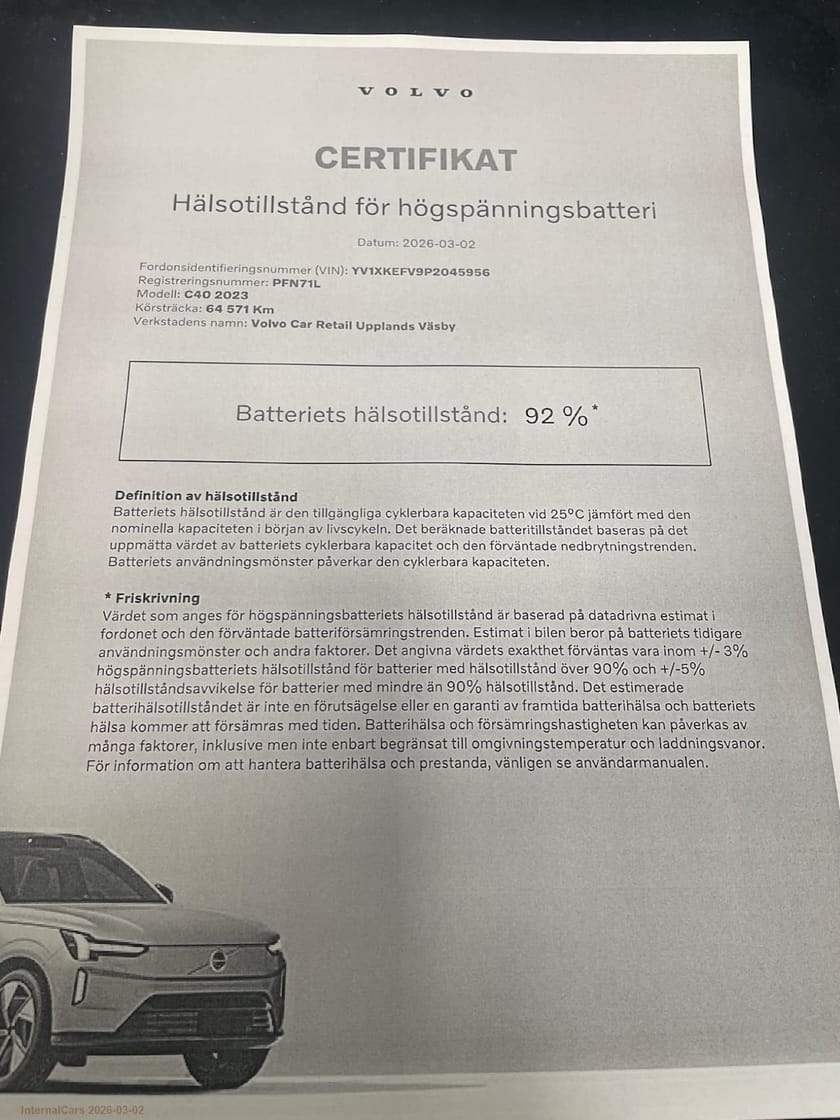 VOLVO
CERTIFIKAT
Hälsotillstånd för högspänningsbatteri
Datum: 2026-03-02
Fordonsidentifieringsnummer (VIN): YV1XKEFV9P2045956
Registreringsnummer: PFN71L
Modell: C40 2023
Körsträcka: 64 571 Km
Verkstadens namn: Volvo Car Retail Upplands Väsby
Batteriets hälsotillstånd: 92 %*
Definition av hälsotillstånd
Batteriets hälsotillstånd är den tillgängliga cyklerbara kapaciteten vid 25°C jämfört med den
nominella kapaciteten i början av livscykeln. Det beräknade batteritillståndet baseras på det
uppmätta värdet av batteriets cyklerbara kapacitet och den förväntade nedbrytningstrenden.
Batteriets användningsmönster påverkar den cyklerbara kapaciteten.
* Friskrivning
Värdet som anges för högspänningsbatteriets hälsotillstånd är baserad på datadrivna estimat i
fordonet och den förväntade batteriförsämringstrenden. Estimat i bilen beror på batteriets tidigare
användningsmönster och andra faktorer. Det angivna värdets exakthet förväntas vara inom +/- 3%
högspänningsbatteriets hälsotillstånd för batterier med hälsotillstånd över 90% och +/-5%
hälsotillståndsavvikelse för batterier med mindre än 90% hälsotillstånd. Det estimerade
batterihälsotillståndet är inte en förutsägelse eller en garanti av framtida batterihälsa och batteriets
hälsa kommer att försämras med tiden. Batterihälsa och försämringshastigheten kan påverkas av
många faktorer, inklusive men inte enbart begränsat till omgivningstemperatur och laddningsvanor.
För information om att hantera batterihälsa och prestanda, vänligen se användarmanualen.
InternalCars 2026-03-02